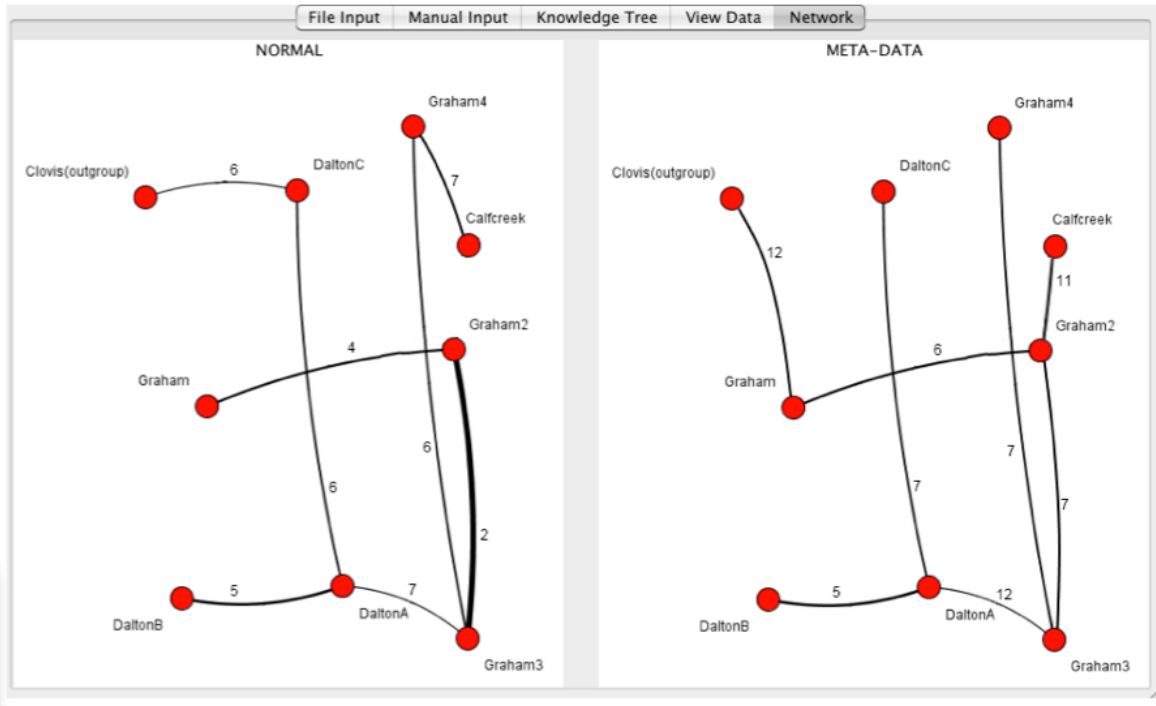 File Input Manual Input Knowledge Tree View Data Network
NORMAL
Graham4
Clovis(outgroup)
6
DaltonC
7
Calfcreek
Graham2
4
Graham
6
6
2
5
7
DaltonB
DaltonA
Graham3
META-DATA
Graham4
Clovis(outgroup)
DaltonC
Calfcreek
12
11
Graham2
6
Graham
7
7
7
5
12
DaltonB
DaltonA
Graham3